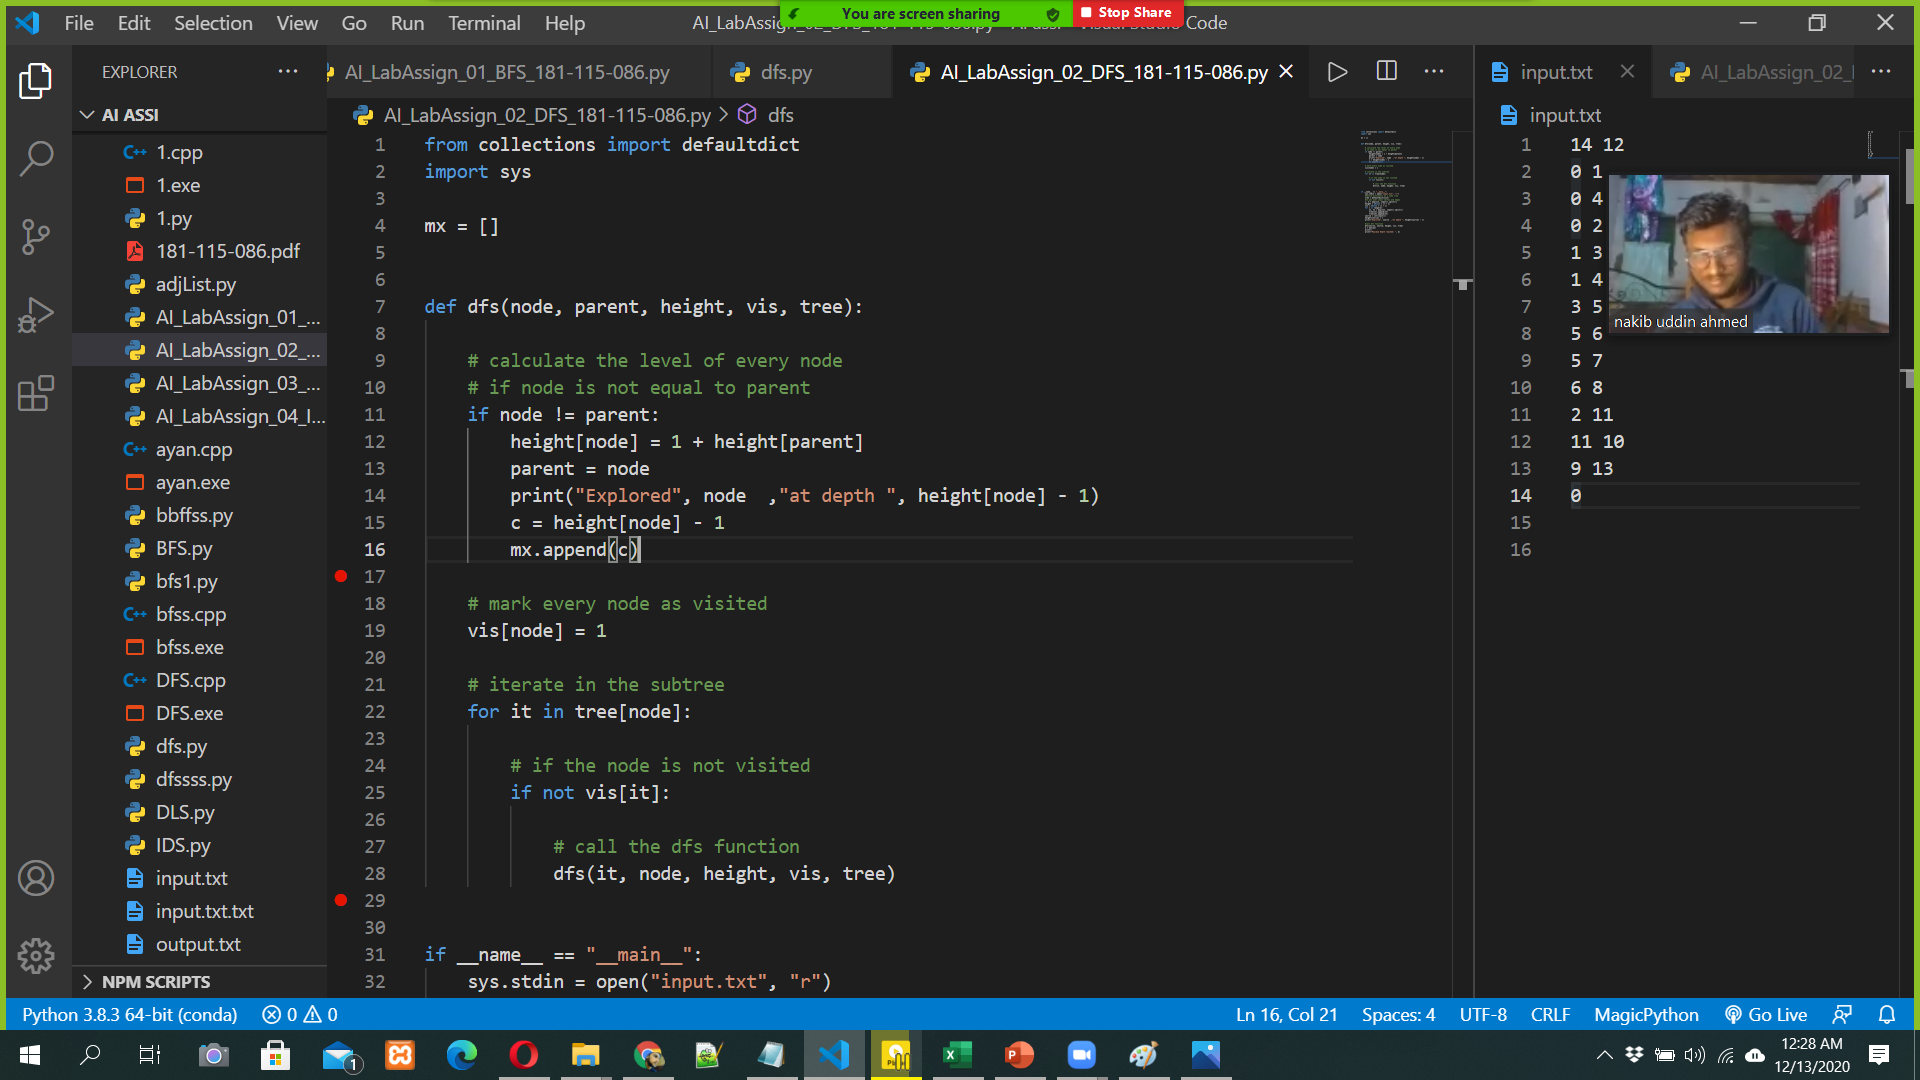 You are screen sharing
Stop Share
File Edit Selection View Go Run Terminal Help
Code
EXPLORER
AI_LabAssign_01_BFS_181-115-086.py
dfs.py
AI_LabAssign_02_DFS_181-115-086.py
input.txt
AI_LabAssign_02_
AI ASSI
AI_LabAssign_02_DFS_181-115-086.py > dfs
input.txt
1.cpp
1.exe
1.py
181-115-086.pdf
adjList.py
AI_LabAssign_01_...
AI_LabAssign_02_...
AI_LabAssign_03_...
AI_LabAssign_04_I...
ayan.cpp
ayan.exe
bbffss.py
BFS.py
bfs1.py
bfss.cpp
bfss.exe
DFS.cpp
DFS.exe
dfs.py
dfssss.py
DLS.py
IDS.py
input.txt
input.txt.txt
output.txt
NPM SCRIPTS
1 from collections import defaultdict
2 import sys
3
4 mx = []
5
6
7 def dfs(node, parent, height, vis, tree):
8
9 # calculate the level of every node
10 # if node is not equal to parent
11 if node != parent:
12 height[node] = 1 + height[parent]
13 parent = node
14 print("Explored", node  ,"at depth ", height[node] - 1)
15 c = height[node] - 1
16 mx.append(c)
17
18 # mark every node as visited
19 vis[node] = 1
20
21 # iterate in the subtree
22 for it in tree[node]:
23
24 # if the node is not visited
25 if not vis[it]:
26
27 # call the dfs function
28 dfs(it, node, height, vis, tree)
29
30
31 if __name__ == "__main__":
32 sys.stdin = open("input.txt", "r")
1 14 12
2 0 1
3 0 4
4 0 2
5 1 3
6 1 4
7 3 5
8 5 6
9 5 7
10 6 8
11 2 11
12 11 10
13 9 13
14 0
15
16
nakib uddin ahmed
Python 3.8.3 64-bit (conda) 0 0
Ln 16, Col 21 Spaces: 4 UTF-8 CRLF MagicPython Go Live
1
12:28 AM
12/13/2020